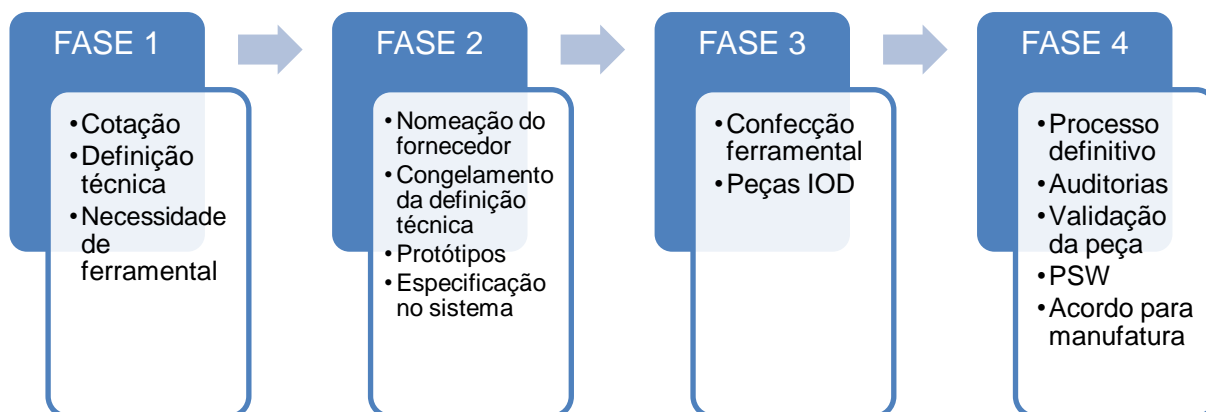 FASE 1
•Cotação
•Definição
técnica
•Necessidade
de
ferramental
FASE 2
•Nomeação do
fornecedor
•Congelamento
da definição
técnica
•Protótipos
•Especificação
no sistema
FASE 3
•Confecção
ferramental
•Peças IOD
FASE 4
•Processo
definitivo
•Auditorias
•Validação
da peça
•PSW
•Acordo para
manufatura